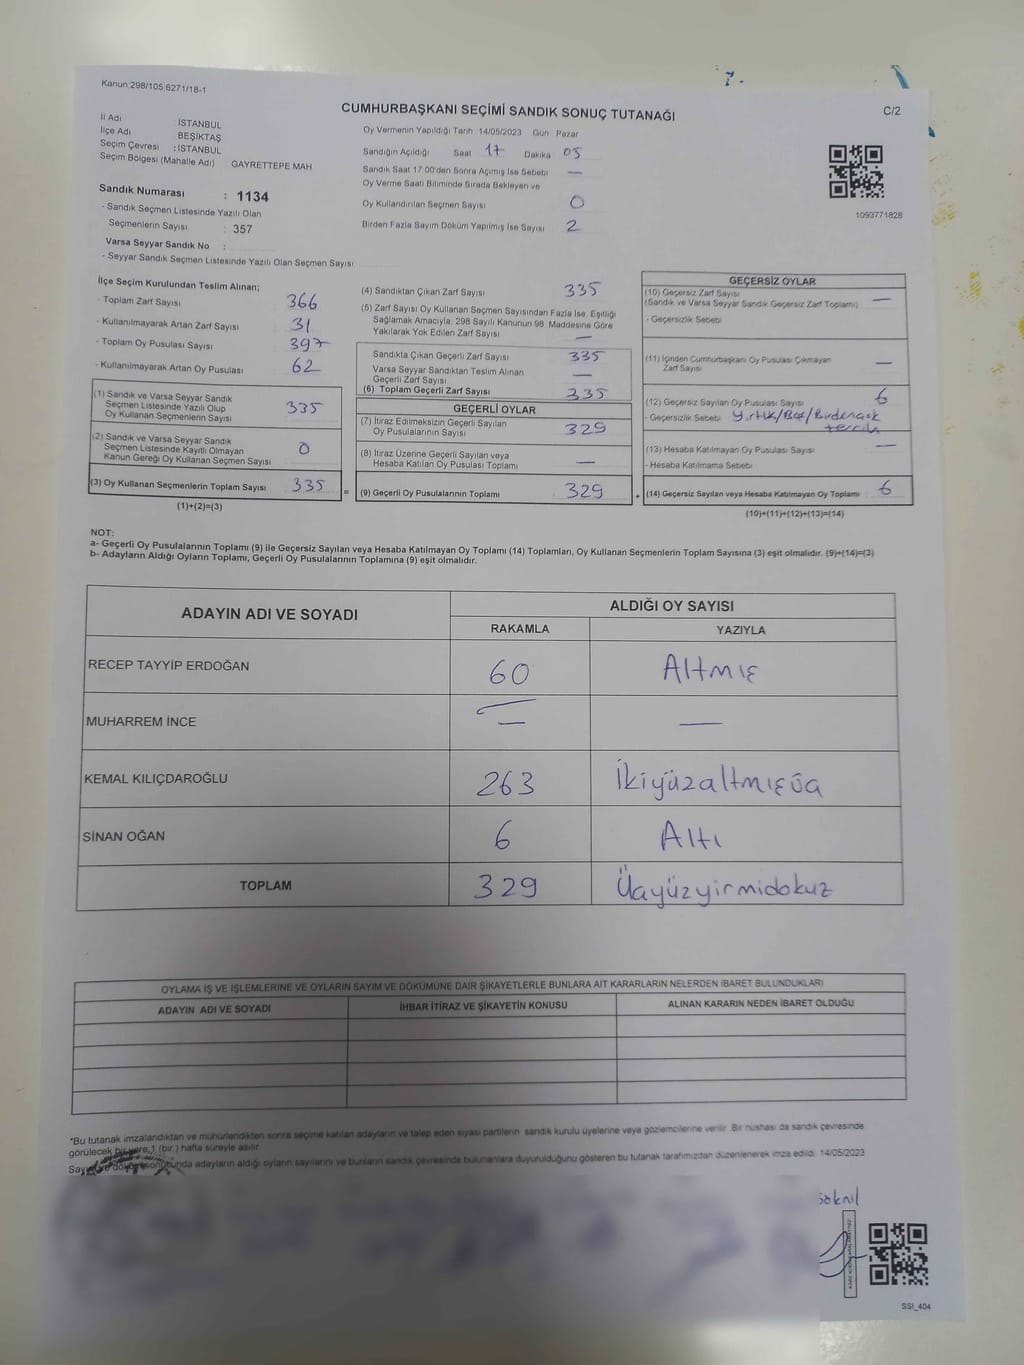 Kanun:298/105,6271/18-1
CUMHURBAŞKANI SEÇİMİ SANDIK SONUÇ TUTANAĞI
C/2
İl Adı : İSTANBUL
İlçe Adı BEŞİKTAŞ
Seçim Çevresi : İSTANBUL
Seçim Bölgesi (Mahalle Adı) : GAYRETTEPE MAH
Sandık Numarası : 1134
- Sandık Seçmen Listesinde Yazılı Olan
Seçmenlerin Sayısı : 357
Varsa Seyyar Sandık No :
- Seyyar Sandık Seçmen Listesinde Yazılı Olan Seçmen Sayısı:
Oy Vermenin Yapıldığı Tarih 14/05/2023 Gün Pazar
Sandığın Açıldığı Saat 17 Dakika 05
Sandık Saat 17.00'den Sonra Açımış İse Sebebi —
Oy Verme Saati Bitiminde Sırada Bekleyen ve
Oy Kullandırılan Seçmen Sayısı 0
Birden Fazla Sayım Döküm Yapılmış İse Sayısı 2
1093771828
İlçe Seçim Kurulundan Teslim Alınan;
- Toplam Zarf Sayısı 366
- Kullanılmayarak Artan Zarf Sayısı 31
- Toplam Oy Pusulası Sayısı 397
- Kullanılmayarak Artan Oy Pusulası 62
(1) Sandık ve Varsa Seyyar Sandık
Seçmen Listesinde Yazılı Olup
Oy Kullanan Seçmenlerin Sayısı 335
(2) Sandık ve Varsa Seyyar Sandık
Seçmen Listesinde Kayıtlı Olmayan
Kanun Gereği Oy Kullanan Seçmen Sayısı 0
(3) Oy Kullanan Seçmenlerin Toplam Sayısı 335
(1)+(2)=(3)
(4) Sandıktan Çıkan Zarf Sayısı 335
(5) Zarf Sayısı Oy Kullanan Seçmen Sayısından Fazla İse, Eşitliği
Sağlamak Amacıyla, 298 Sayılı Kanunun 98. Maddesine Göre
Yakılarak Yok Edilen Zarf Sayısı —
Sandıkta Çıkan Geçerli Zarf Sayısı 335
Varsa Seyyar Sandıktan Teslim Alınan
Geçerli Zarf Sayısı —
(6) Toplam Geçerli Zarf Sayısı 335
GEÇERLİ OYLAR
(7) İtiraz Edilmeksizin Geçerli Sayılan
Oy Pusulalarının Sayısı 329
(8) İtiraz Üzerine Geçerli Sayılan veya
Hesaba Katılan Oy Pusulası Toplamı —
= (9) Geçerli Oy Pusulalarının Toplamı 329
GEÇERSİZ OYLAR
(10) Geçersiz Zarf Sayısı —
(Sandık ve Varsa Seyyar Sandık Geçersiz Zarf Toplamı)
- Geçersizlik Sebebi
(11) İçinden Cumhurbaşkanı Oy Pusulası Çıkmayan
Zarf Sayısı —
(12) Geçersiz Sayılan Oy Pusulası Sayısı 6
- Geçersizlik Sebebi Yırtık/Boş/Birdençok
tercih
(13) Hesaba Katılmayan Oy Pusulası Sayısı —
- Hesaba Katılmama Sebebi
+ (14) Geçersiz Sayılan veya Hesaba Katılmayan Oy Toplamı 6
(10)+(11)+(12)+(13)=(14)
NOT:
a- Geçerli Oy Pusulalarının Toplamı (9) ile Geçersiz Sayılan veya Hesaba Katılmayan Oy Toplamı (14) Toplamları, Oy Kullanan Seçmenlerin Toplam Sayısına (3) eşit olmalıdır. (9)+(14)=(3)
b- Adayların Aldığı Oyların Toplamı, Geçerli Oy Pusulalarının Toplamına (9) eşit olmalıdır.
ADAYIN ADI VE SOYADI ALDIĞI OY SAYISI
RAKAMLA YAZIYLA
RECEP TAYYİP ERDOĞAN 60 Altmış
MUHARREM İNCE — —
KEMAL KILIÇDAROĞLU 263 İkiyüzaltmışüç
SİNAN OĞAN 6 Altı
TOPLAM 329 Üçyüzyirmidokuz
OYLAMA İŞ VE İŞLEMLERİNE VE OYLARIN SAYIM VE DÖKÜMÜNE DAİR ŞİKAYETLERLE BUNLARA AİT KARARLARIN NELERDEN İBARET BULUNDUKLARI
ADAYIN ADI VE SOYADI İHBAR İTİRAZ VE ŞİKAYETİN KONUSU ALINAN KARARIN NEDEN İBARET OLDUĞU
*Bu tutanak imzalandıktan ve mühürlendikten sonra seçime katılan adayların ve talep eden siyasi partilerin sandık kurulu üyelerine veya gözlemcilerine verilir. Bir nüshası da sandık çevresinde
görülecek bir yere 1 (bir ) hafta süreyle asılır
sonucunda adayların aldığı oyların sayılarını ve bunların sandık çevresinde bulunanlara duyurulduğunu gösteren bu tutanak tarafımızdan düzenlenerek imza edildi. 14/05/2023
SSI_404